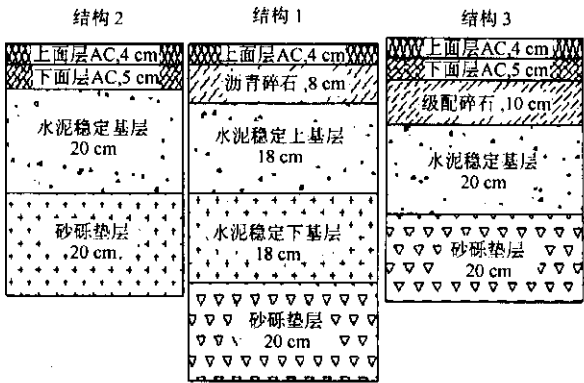 结构2
上面层AC,4 cm
下面层AC,5 cm
水泥稳定基层
20 cm
砂砾垫层
20 cm
结构1
上面层AC,4 cm
沥青碎石,8 cm
水泥稳定上基层
18 cm
水泥稳定下基层
18 cm
砂砾垫层
20 cm
结构3
上面层AC,4 cm
下面层AC,5 cm
级配碎石,10 cm
水泥稳定基层
20 cm
砂砾垫层
20 cm